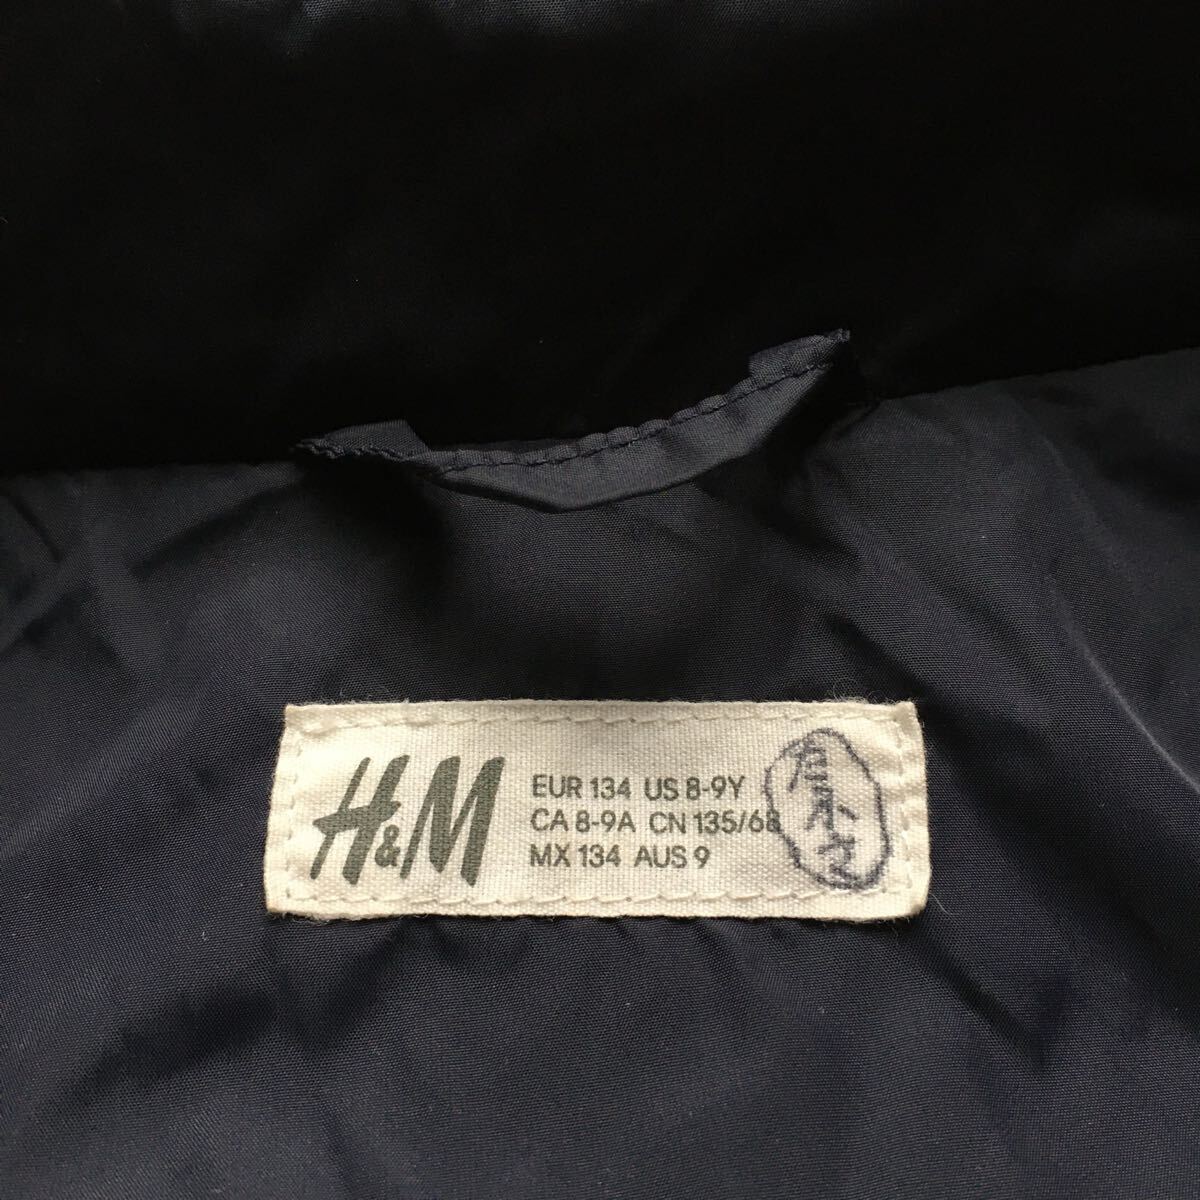 H&M
EUR 134 US 8-9Y
CA 8-9A CN 135/68
MX 134 AUS 9